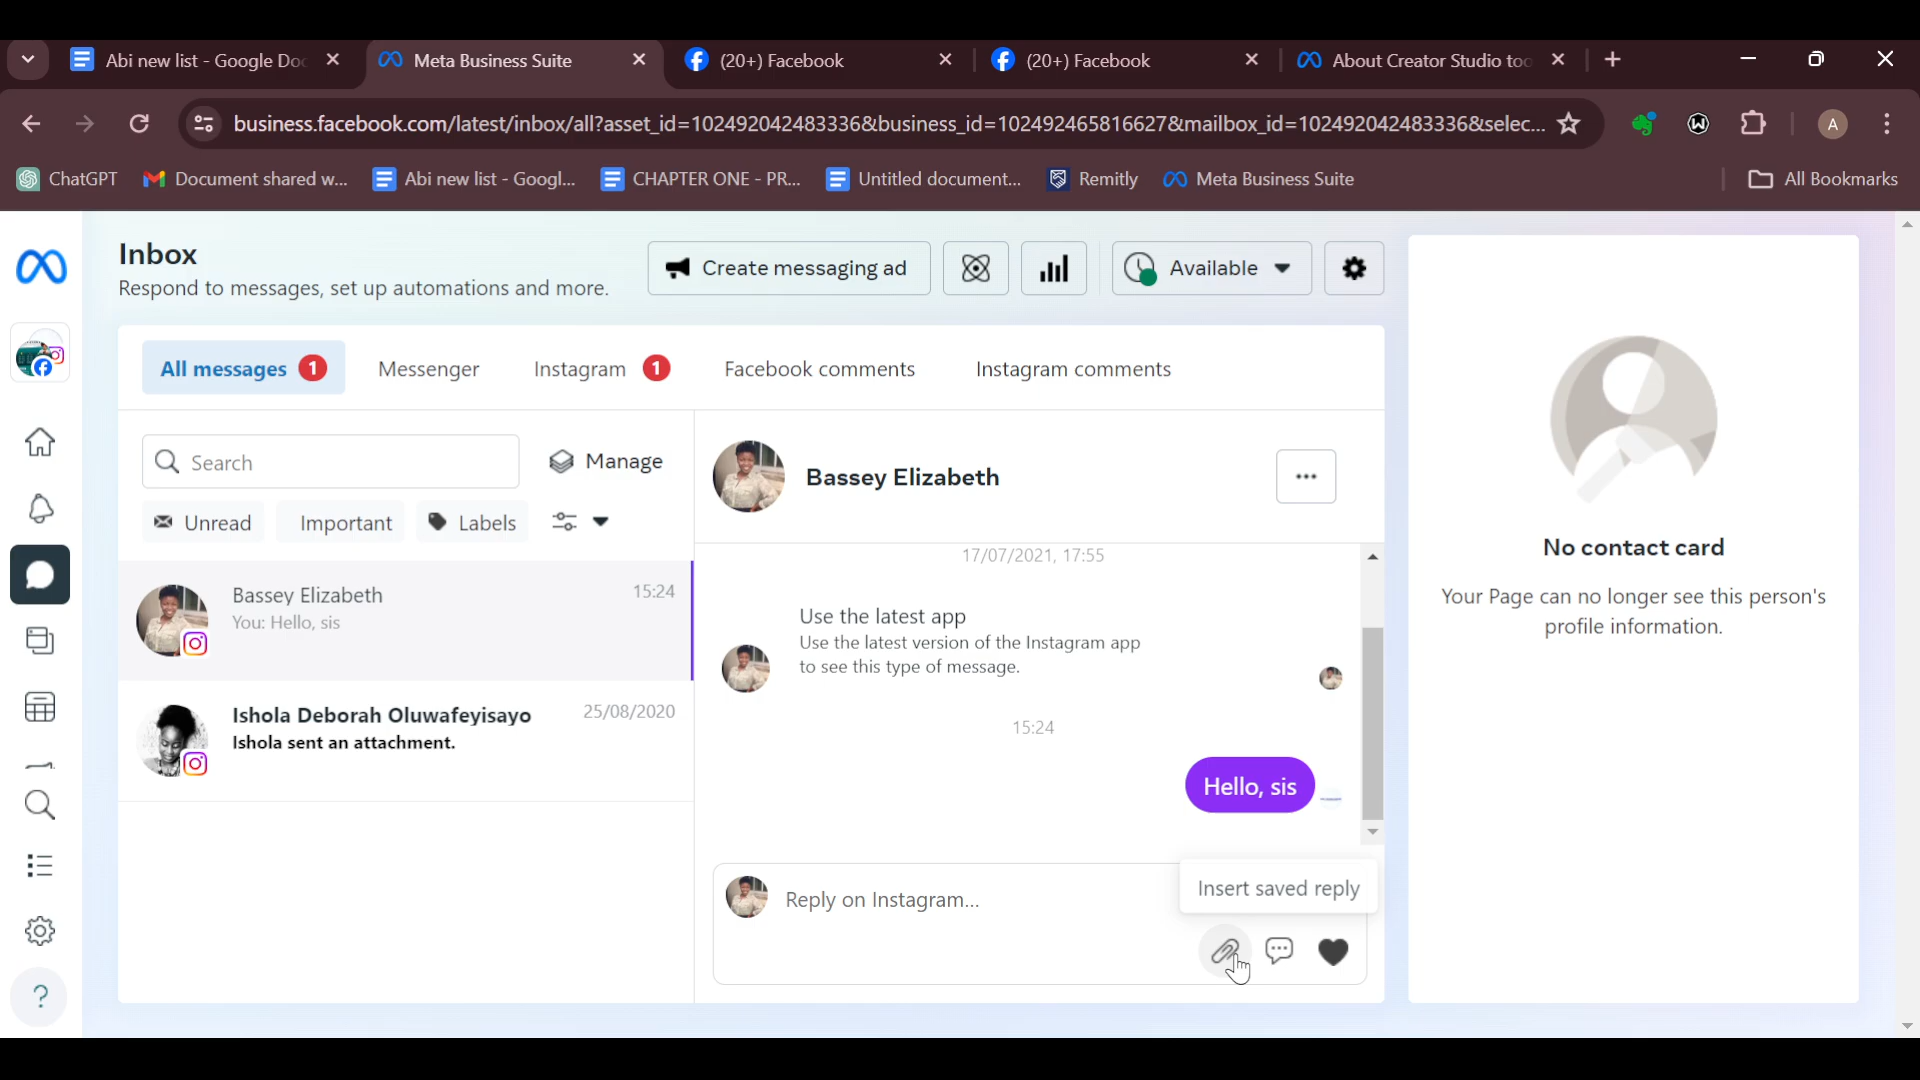 Abi new list - Google Doc
Meta Business Suite
(20+) Facebook
(20+) Facebook
About Creator Studio too
business.facebook.com/latest/inbox/all?asset_id=102492042483336&business_id=102492465816627&mailbox_id=102492042483336&selec...
A
ChatGPT
Document shared w...
Abi new list - Googl...
CHAPTER ONE - PR...
Untitled document...
Remitly
Meta Business Suite
All Bookmarks
Inbox
Respond to messages, set up automations and more.
Create messaging ad
Available
All messages 1
Messenger
Instagram 1
Facebook comments
Instagram comments
Search
Manage
Unread
Important
Labels
Bassey Elizabeth
15:24
You: Hello, sis
Ishola Deborah Oluwafeyisayo
25/08/2020
Ishola sent an attachment.
Bassey Elizabeth
17/07/2021, 17:55
Use the latest app
Use the latest version of the Instagram app
to see this type of message.
15:24
Hello, sis
Insert saved reply
Reply on Instagram...
No contact card
Your Page can no longer see this person's
profile information.
?